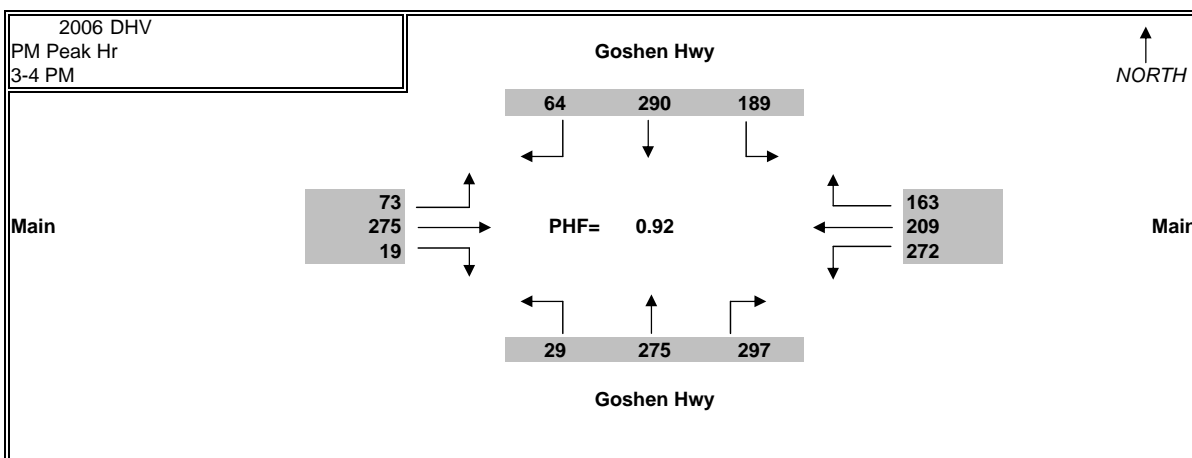 2006 DHV
PM Peak Hr
3-4 PM
Goshen Hwy
NORTH
64 290 189
73
275
19
Main
PHF= 0.92
163
209
272
Main
29 275 297
Goshen Hwy